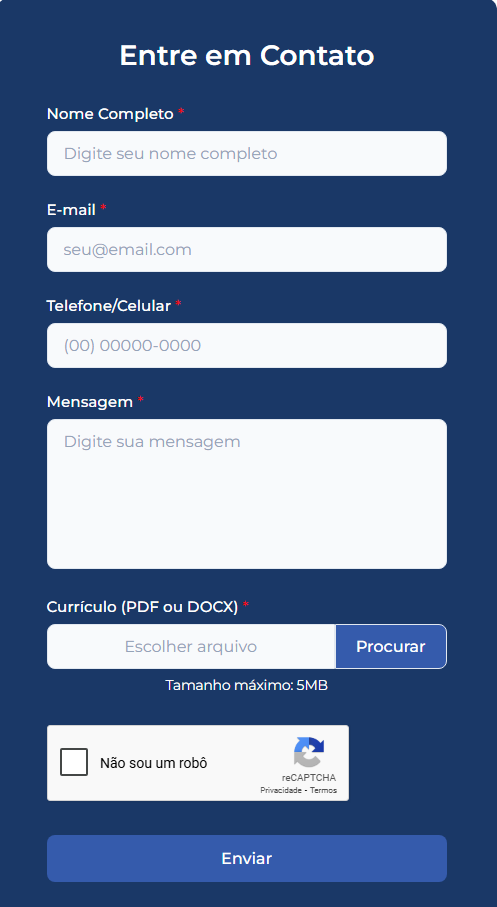 Entre em Contato
Nome Completo *
Digite seu nome completo
E-mail *
seu@email.com
Telefone/Celular *
(00) 00000-0000
Mensagem *
Digite sua mensagem
Currículo (PDF ou DOCX) *
Escolher arquivo Procurar
Tamanho máximo: 5MB
Não sou um robô
reCAPTCHA
Privacidade - Termos
Enviar